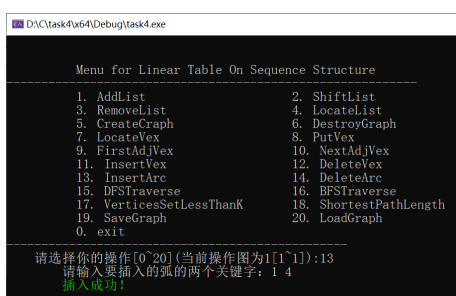 D:\C\task4\x64\Debug\task4.exe
Menu for Linear Table On Sequence Structure
-------------------------------------------------------
1. AddList 2. ShiftList
3. RemoveList 4. LocateList
5. CreateCraph 6. DestroyGraph
7. LocateVex 8. PutVex
9. FirstAdjVex 10. NextAdjVex
11. InsertVex 12. DeleteVex
13. InsertArc 14. DeleteArc
15. DFSTraverse 16. BFSTraverse
17. VerticesSetLessThanK 18. ShortestPathLength
19. SaveGraph 20. LoadGraph
0. exit
-----------------------------------------------
请选择你的操作[0~20](当前操作图为1[1~1]):13
请输入要插入的弧的两个关键字：1 4
插入成功！